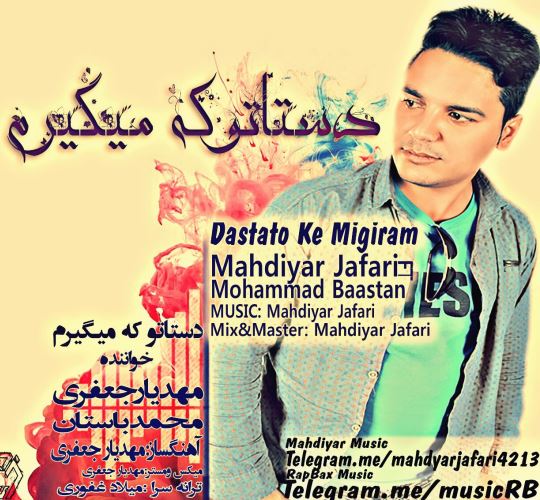 دستاتو که میگیرم
Dastato Ke Migiram
Mahdiyar Jafari
Mohammad Baastan
MUSIC: Mahdiyar Jafari
Mix&Master: Mahdiyar Jafari
دستاتو که میگیرم
خواننده
مهدیار جعفری
محمد باستان
آهنگساز:مهدیار جعفری
میکس ومستر:مهدیار جعفری
ترانه سرا :میلاد غفوری
Mahdiyar Music
Telegram.me/mahdyarjafari4213
RapBax Music
Telegram.me/musicRB